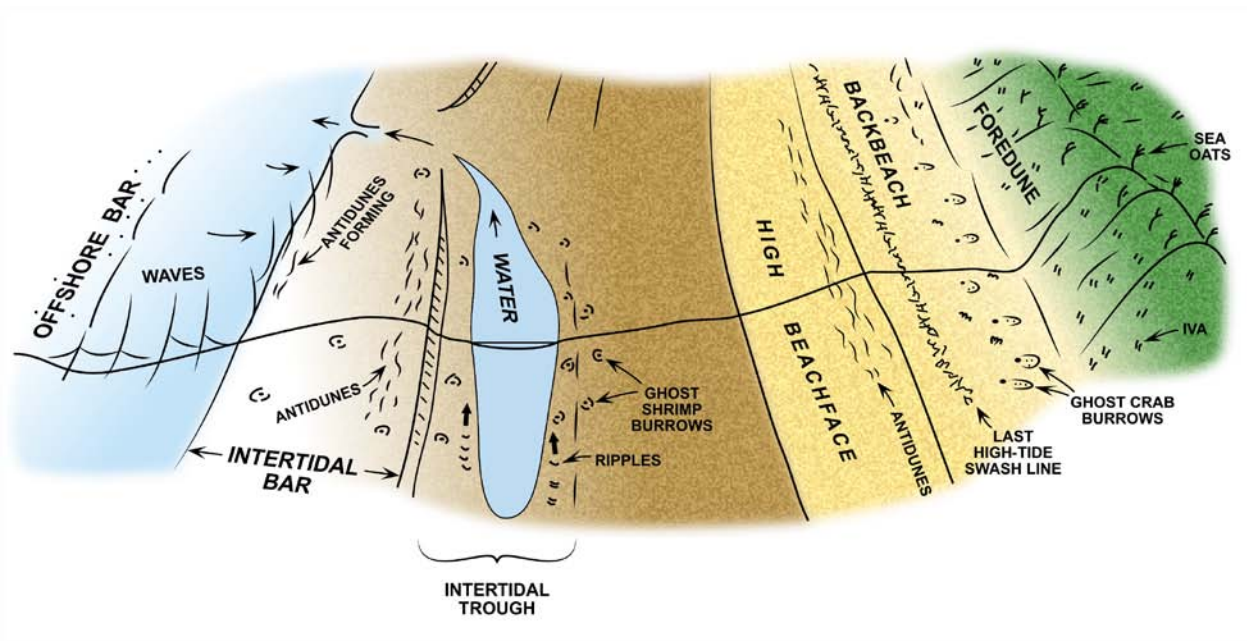 OFFSHORE BAR
WAVES
ANTIDUNES
FORMING
ANTIDUNES
INTERTIDAL
BAR
WATER
GHOST
SHRIMP
BURROWS
RIPPLES
INTERTIDAL
TROUGH
HIGH
BEACHFACE
ANTIDUNES
BACKBEACH
LAST
HIGH-TIDE
SWASH LINE
FOREDUNE
SEA
OATS
IVA
GHOST CRAB
BURROWS